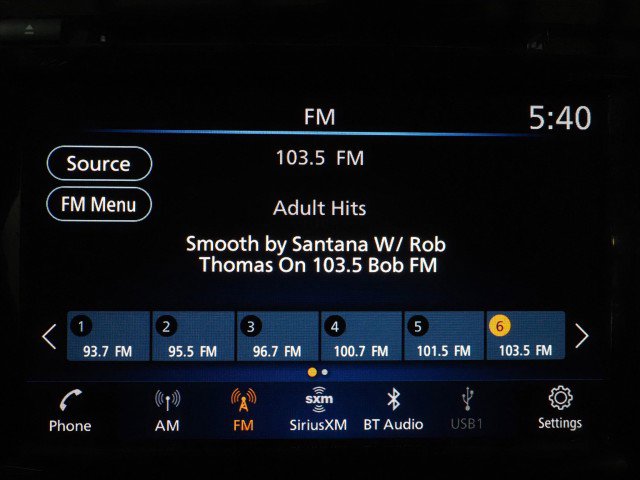 FM
5:40
Source
103.5 FM
FM Menu
Adult Hits
Smooth by Santana W/ Rob
Thomas On 103.5 Bob FM
1 2 3 4 5 6
93.7 FM 95.5 FM 96.7 FM 100.7 FM 101.5 FM 103.5 FM
sxm
Phone AM FM SiriusXM BT Audio USB1 Settings